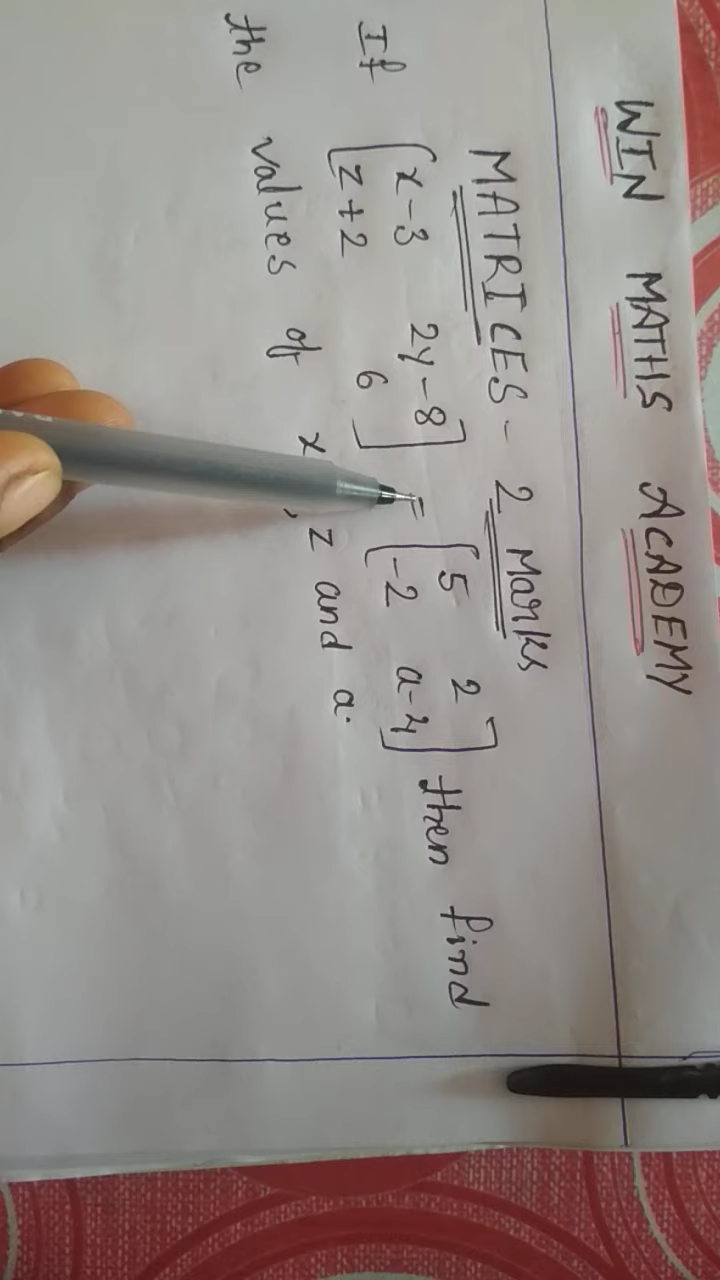 WIN MATHS ACADEMY
MATRICES - 2 Marks
If [x-3 2y-8] = [5 2] then find
[z+2 6] [-2 a-4]
the values of x , z and a.